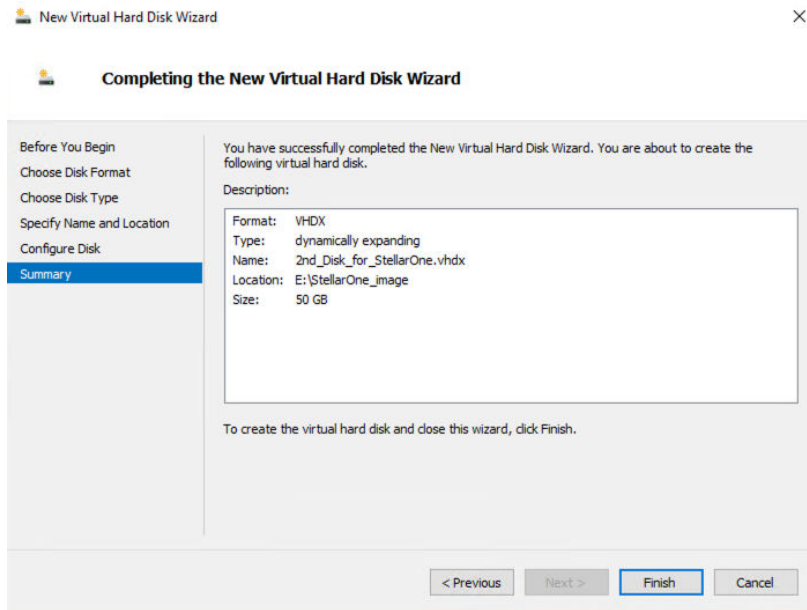 New Virtual Hard Disk Wizard
Completing the New Virtual Hard Disk Wizard
Before You Begin
Choose Disk Format
Choose Disk Type
Specify Name and Location
Configure Disk
Summary
You have successfully completed the New Virtual Hard Disk Wizard. You are about to create the
following virtual hard disk.
Description:
Format: VHDX
Type: dynamically expanding
Name: 2nd_Disk_for_StellarOne.vhdx
Location: E:\StellarOne_image
Size: 50 GB
To create the virtual hard disk and close this wizard, click Finish.
< Previous Next > Finish Cancel